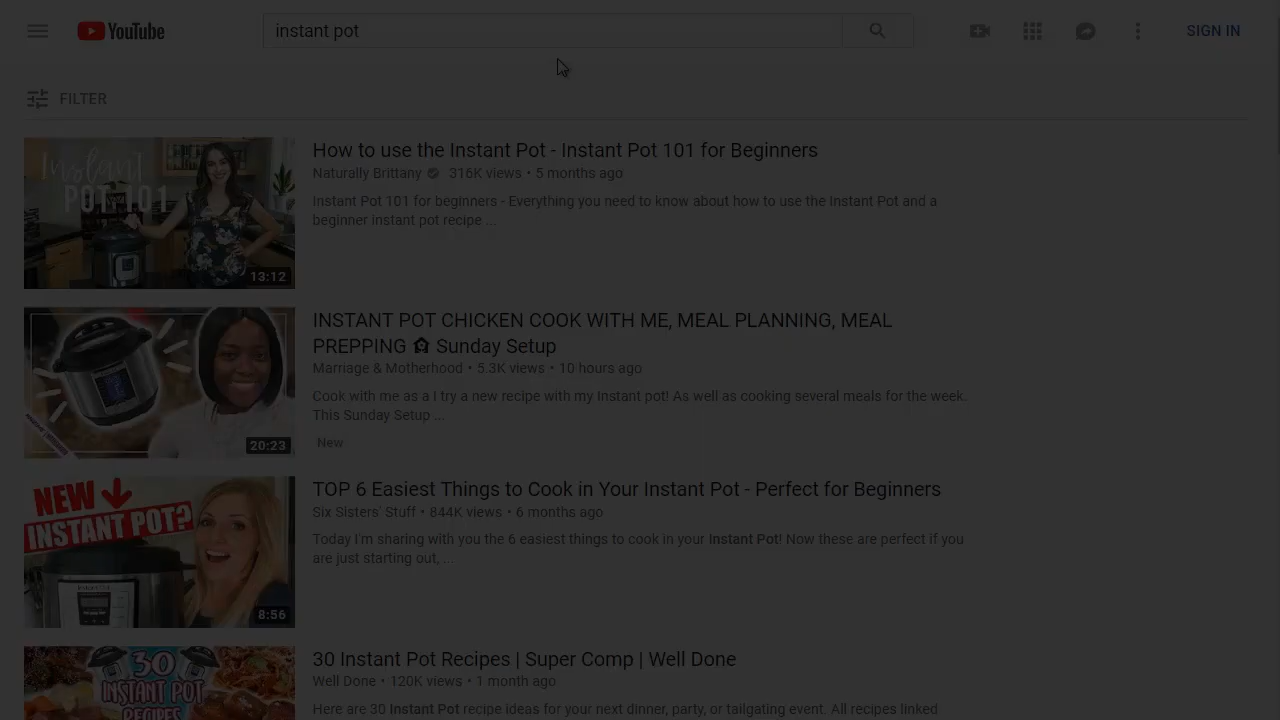 YouTube
instant pot
SIGN IN
FILTER
Instant
POT 101
13:12
How to use the Instant Pot - Instant Pot 101 for Beginners
Naturally Brittany 316K views • 5 months ago
Instant Pot 101 for beginners - Everything you need to know about how to use the Instant Pot and a
beginner instant pot recipe ...
20:23
INSTANT POT CHICKEN COOK WITH ME, MEAL PLANNING, MEAL
PREPPING Sunday Setup
Marriage & Motherhood • 5.3K views • 10 hours ago
Cook with me as a I try a new recipe with my Instant pot! As well as cooking several meals for the week.
This Sunday Setup ...
New
NEW
INSTANT POT?
8:56
TOP 6 Easiest Things to Cook in Your Instant Pot - Perfect for Beginners
Six Sisters' Stuff • 844K views • 6 months ago
Today I'm sharing with you the 6 easiest things to cook in your Instant Pot! Now these are perfect if you
are just starting out, ...
30
INSTANT POT
RECIPES
30 Instant Pot Recipes | Super Comp | Well Done
Well Done • 120K views • 1 month ago
Here are 30 Instant Pot recipe ideas for your next dinner, party, or tailgating event. All recipes linked